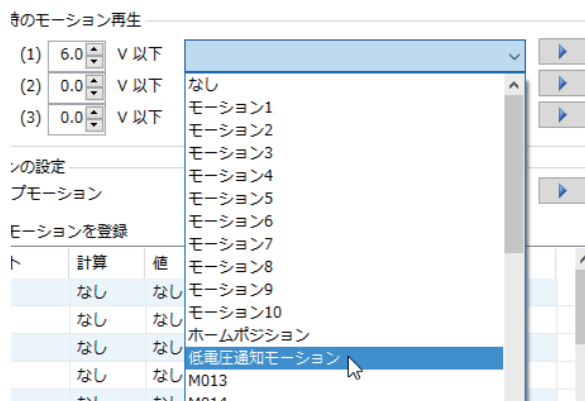 時のモーション再生
(1) 6.0 V 以下
(2) 0.0 V 以下
(3) 0.0 V 以下
なし
モーション1
モーション2
モーション3
モーション4
モーション5
モーション6
モーション7
モーション8
モーション9
モーション10
ホームポジション
低電圧通知モーション
M013
M014
ンの設定
プモーション
モーションを登録
ト 計算 値
なし なし
なし なし
なし なし
なし なし